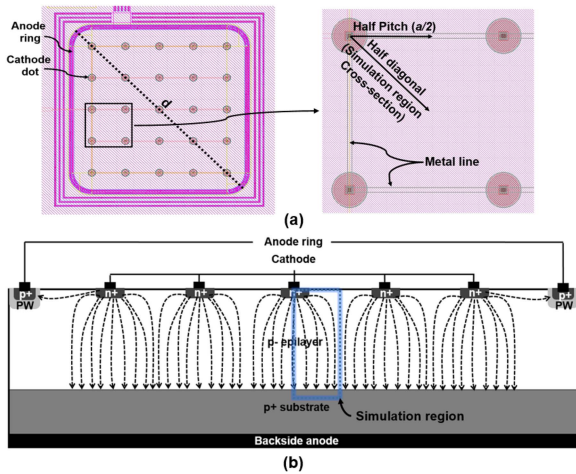 Anode
ring
Cathode
dot
d
Half Pitch (a/2)
Half diagonal
(Simulation region
Cross-section)
Metal line
(a)
Anode ring
Cathode
p+ n+ n+ n+ n+ n+ p+
PW PW
p- epilayer
p+ substrate
Simulation region
Backside anode
(b)